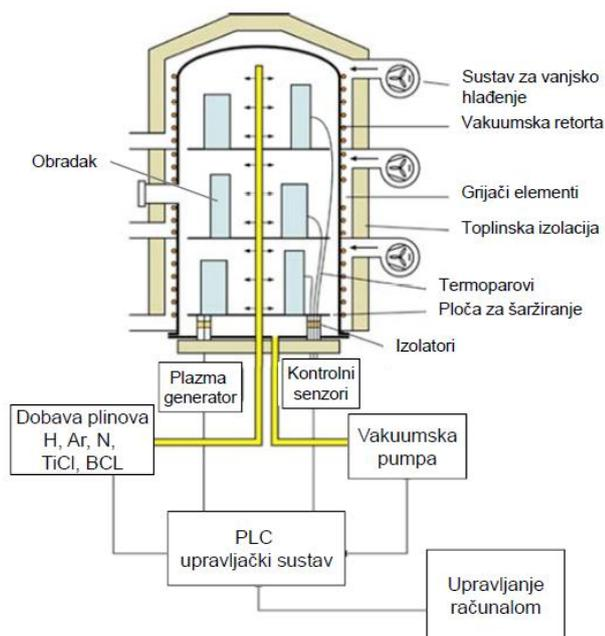 Sustav za vanjsko
hlađenje
Vakuumska retorta
Obradak
Grijači elementi
Toplinska izolacija
Termoparovi
Ploča za šaržiranje
Izolatori
Plazma
generator
Kontrolni
senzori
Dobava plinova
H, Ar, N,
TiCl, BCL
Vakuumska
pumpa
PLC
upravljački sustav
Upravljanje
računalom